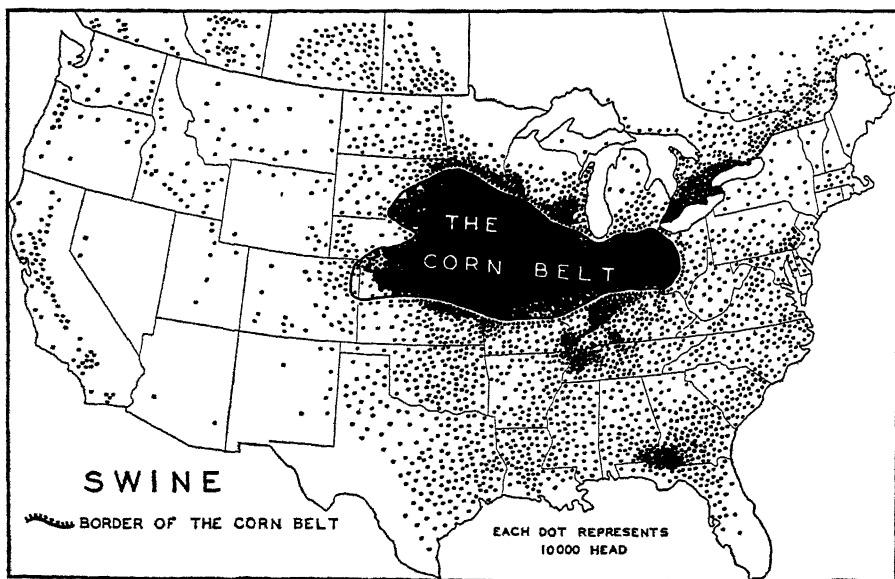 THE
CORN BELT
SWINE
BORDER OF THE CORN BELT
EACH DOT REPRESENTS
10000 HEAD